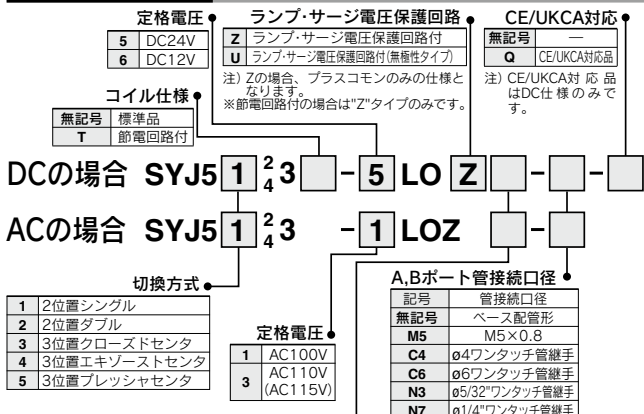 定格電圧
5 DC24V
6 DC12V
ランプ・サージ電圧保護回路
Z ランプ・サージ電圧保護回路付
U ランプ・サージ電圧保護回路付(無極性タイプ)
注) Zの場合、プラスコモンのみの仕様と
なります。
※節電回路付の場合は"Z"タイプのみです。
CE/UKCA対応
無記号 —
Q CE/UKCA対応品
注) CE/UKCA対応品
はDC仕様のみで
す。
コイル仕様
無記号 標準品
T 節電回路付
DCの場合 SYJ5 1 2 4 3 - 5 LO Z - -
ACの場合 SYJ5 1 2 4 3 - 1 LOZ -
切換方式
1 2位置シングル
2 2位置ダブル
3 3位置クローズドセンタ
4 3位置エキゾーストセンタ
5 3位置プレッシャセンタ
定格電圧
1 AC100V
3 AC110V
(AC115V)
A,Bポート管接続口径
記号 管接続口径
無記号 ベース配管形
M5 M5×0.8
C4 ø4ワンタッチ管継手
C6 ø6ワンタッチ管継手
N3 ø5/32"ワンタッチ管継手
N7 ø1/4"ワンタッチ管継手